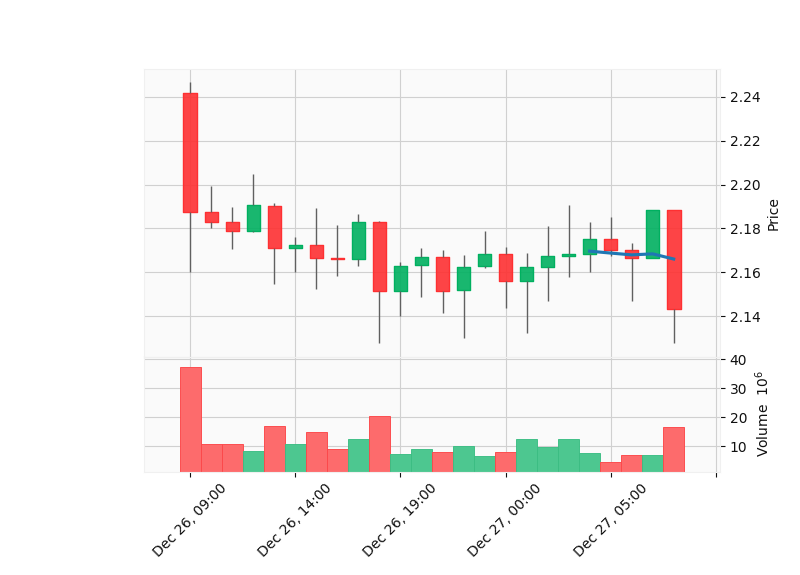 2.24
2.22
2.20
2.18
2.16
2.14
Price
40
30
20
10
Volume 10^6
Dec 26, 09:00
Dec 26, 14:00
Dec 26, 19:00
Dec 27, 00:00
Dec 27, 05:00